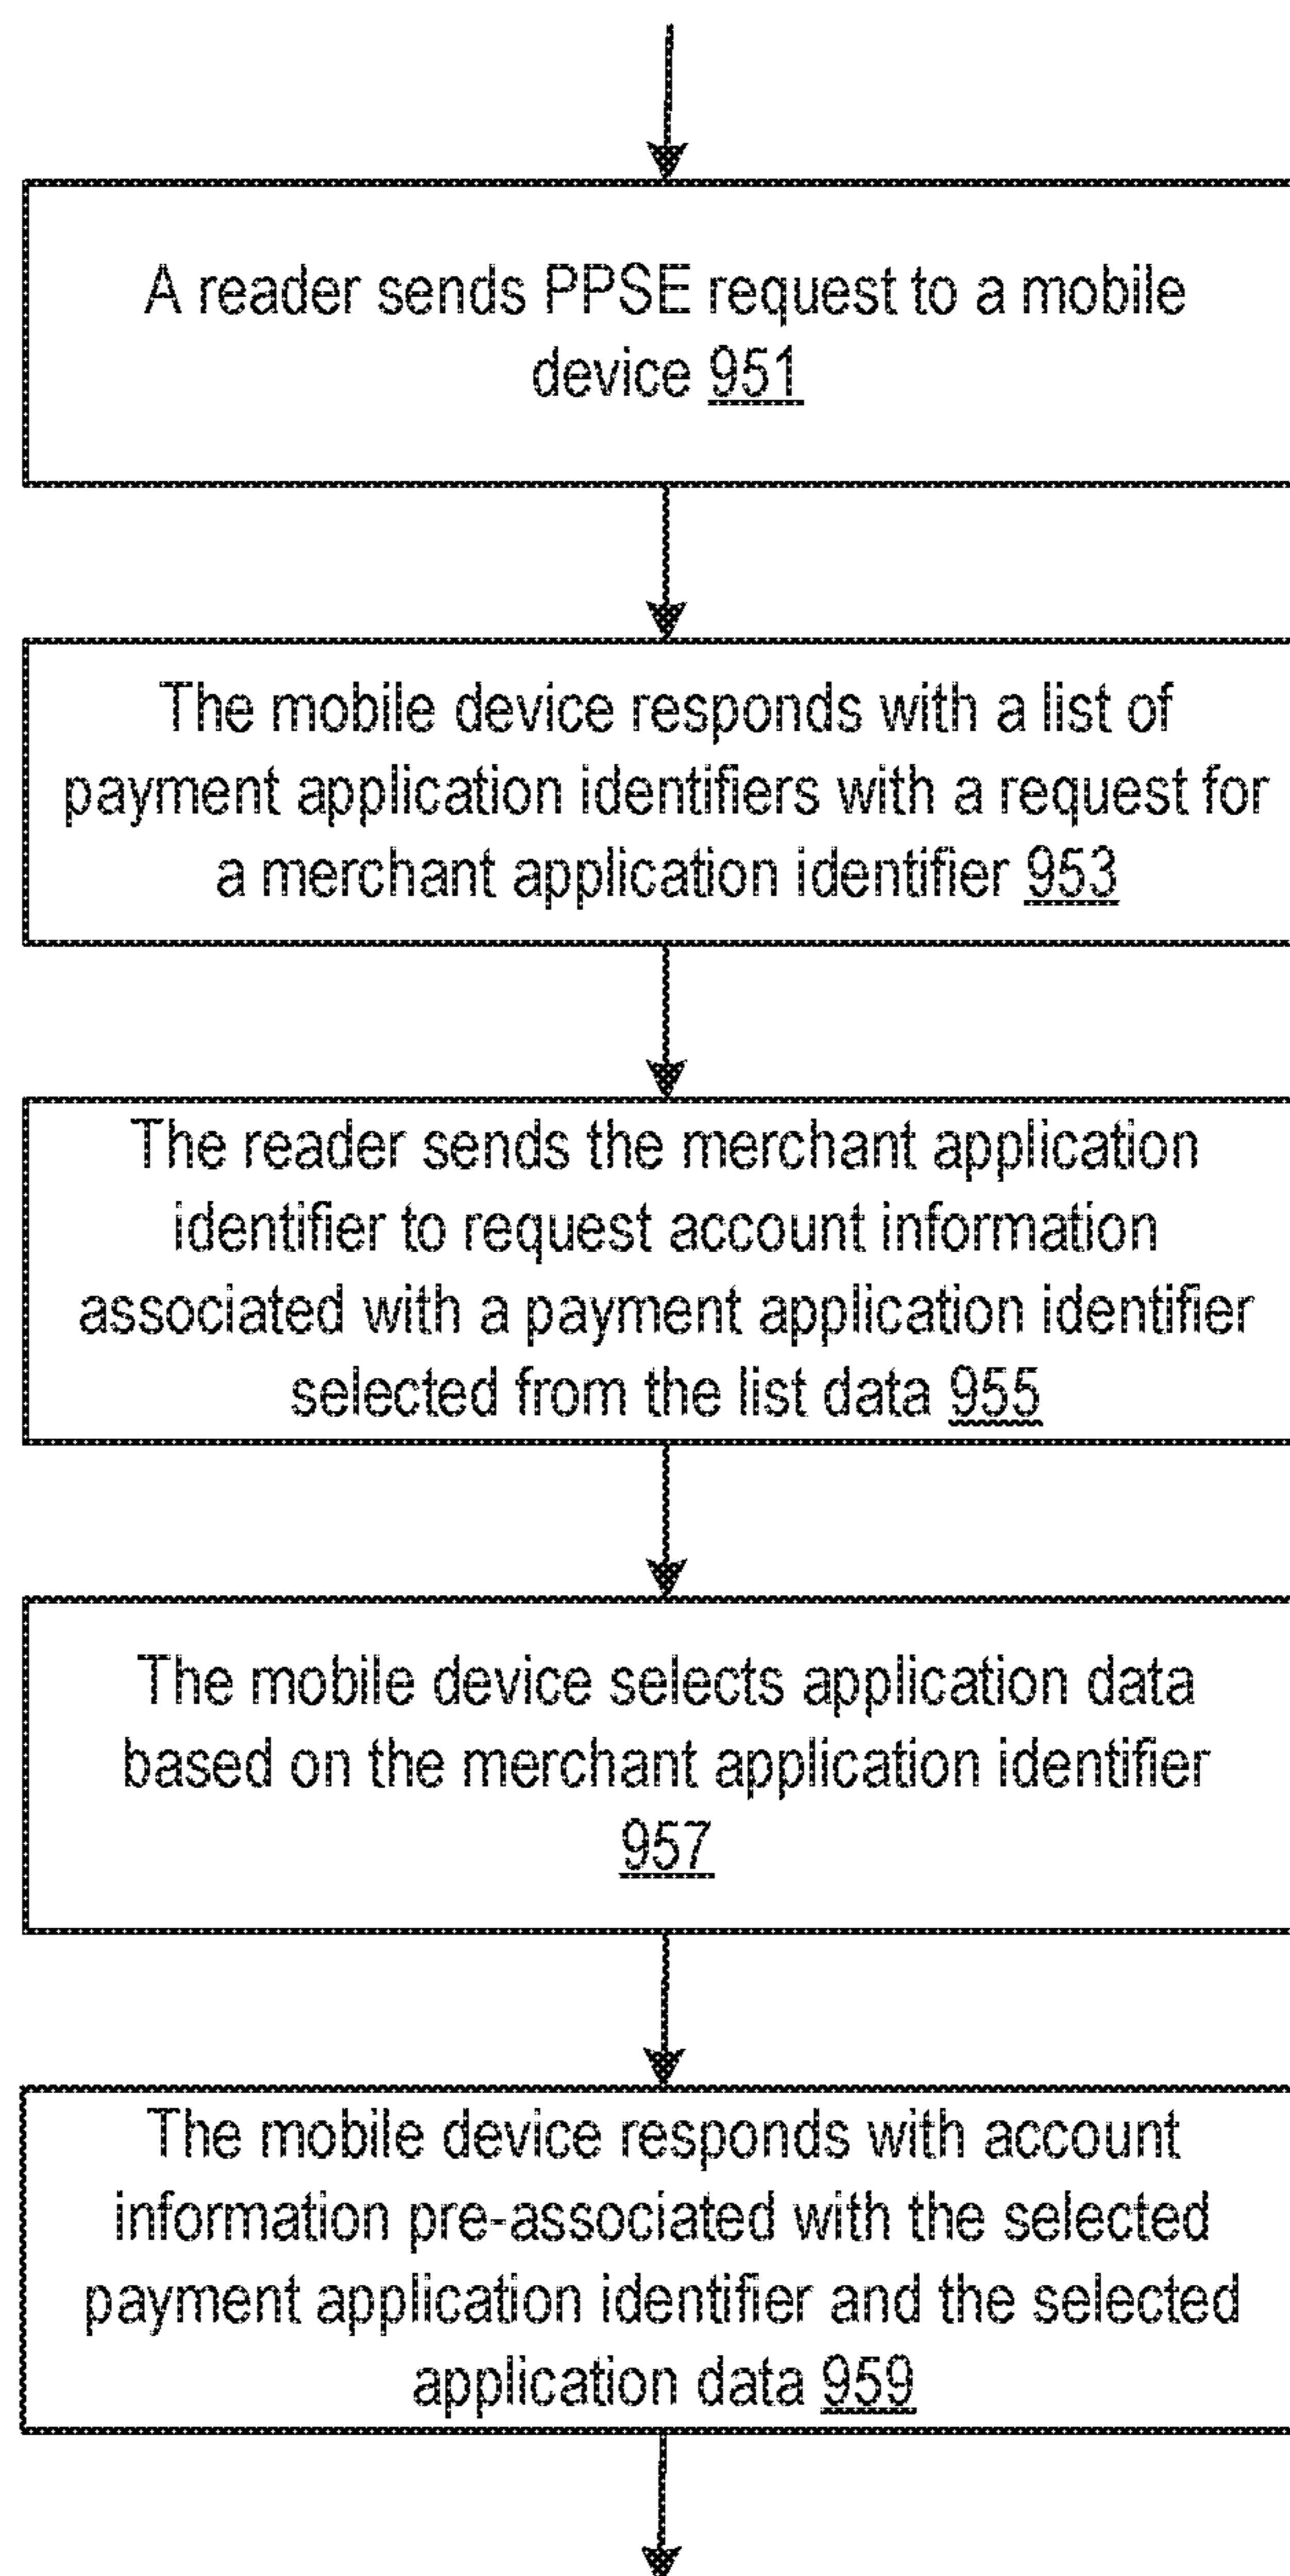 A reader sends PPSE request to a mobile
device 951
The mobile device responds with a list of
payment application identifiers with a request for
a merchant application identifier 953
The reader sends the merchant application
identifier to request account information
associated with a payment application identifier
selected from the list data 955
The mobile device selects application data
based on the merchant application identifier
957
The mobile device responds with account
information pre-associated with the selected
payment application identifier and the selected
application data 959